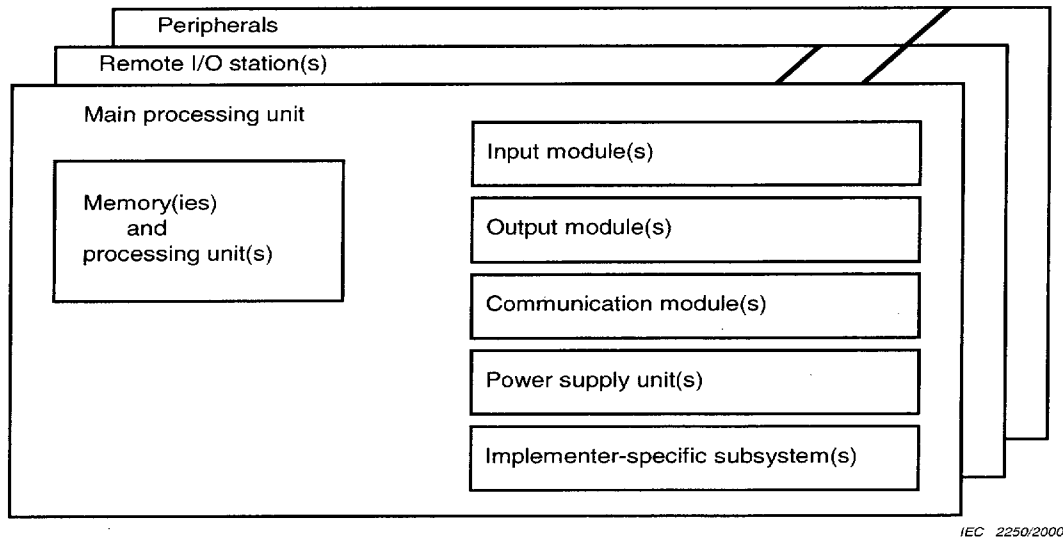 Peripherals
Remote I/O station(s)
Main processing unit
Memory(ies)
and
processing unit(s)
Input module(s)
Output module(s)
Communication module(s)
Power supply unit(s)
Implementer-specific subsystem(s)
IEC 2250/2000